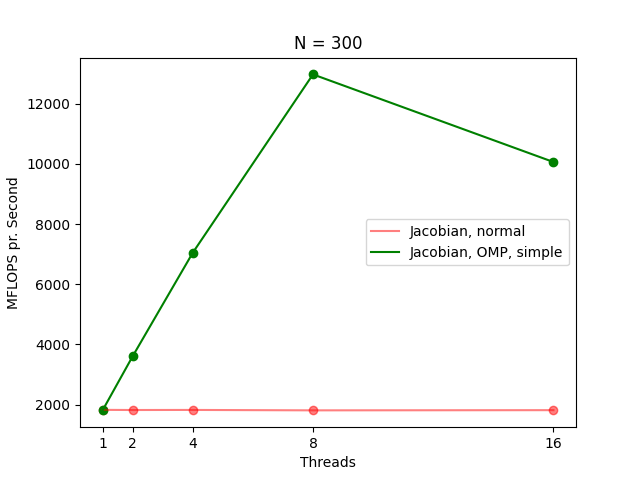 N = 300
12000
10000
8000
6000
4000
2000
MFLOPS pr. Second
Jacobian, normal
Jacobian, OMP, simple
1 2 4 8 16
Threads